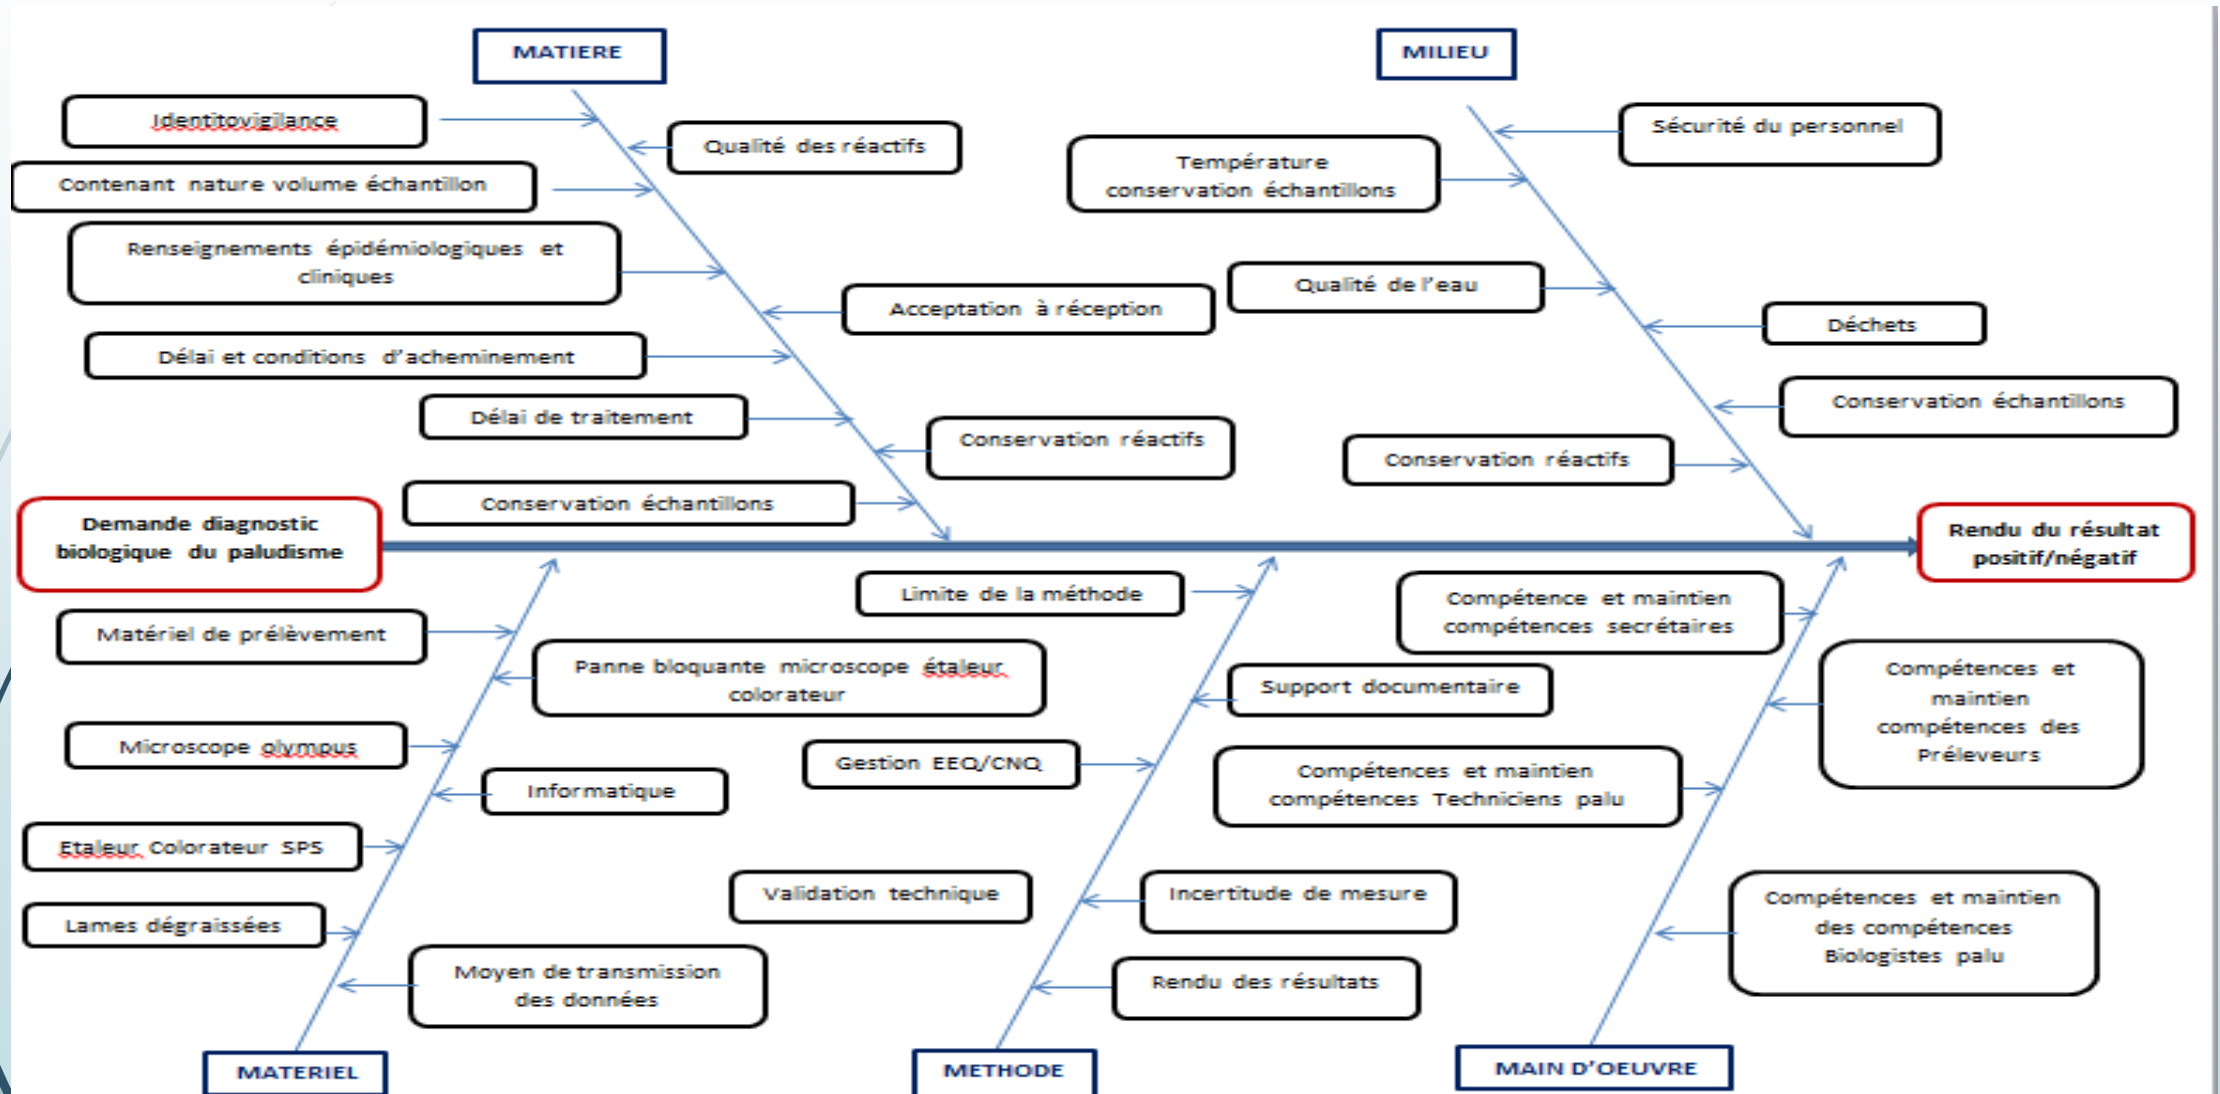 MATIERE
MILIEU
Identitovigilance
Qualité des réactifs
Contenant nature volume échantillon
Renseignements épidémiologiques et
cliniques
Acceptation à réception
Délai et conditions d'acheminement
Délai de traitement
Conservation réactifs
Conservation échantillons
Sécurité du personnel
Température
conservation échantillons
Qualité de l'eau
Déchets
Conservation échantillons
Conservation réactifs
Demande diagnostic
biologique du paludisme
Rendu du résultat
positif/négatif
Matériel de prélèvement
Panne bloquante microscope étaleur
colorateur
Microscope olympus
Informatique
Etaleur Colorateur SPS
Lames dégraissées
Moyen de transmission
des données
Limite de la méthode
Support documentaire
Gestion EEQ/CNQ
Validation technique
Incertitude de mesure
Rendu des résultats
Compétence et maintien
compétences secrétaires
Compétences et
maintien
compétences des
Préleveurs
Compétences et maintien
compétences Techniciens palu
Compétences et maintien
des compétences
Biologistes palu
MATERIEL
METHODE
MAIN D'OEUVRE